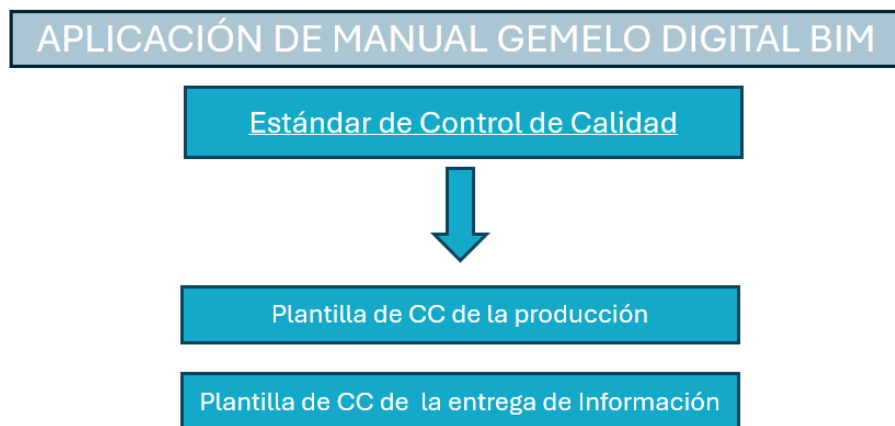 APLICACIÓN DE MANUAL GEMELO DIGITAL BIM
Estándar de Control de Calidad
Plantilla de CC de la producción
Plantilla de CC de  la entrega de Información